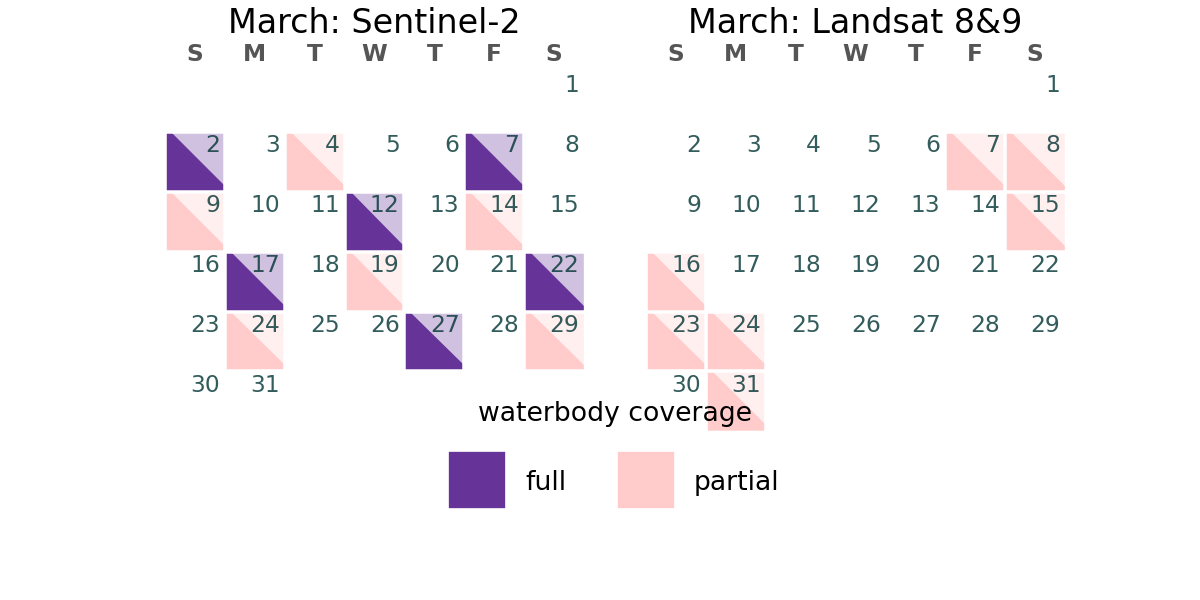 March: Sentinel-2
S M T W T F S
1
2 3 4 5 6 7 8
9 10 11 12 13 14 15
16 17 18 19 20 21 22
23 24 25 26 27 28 29
30 31
March: Landsat 8&9
S M T W T F S
1
2 3 4 5 6 7 8
9 10 11 12 13 14 15
16 17 18 19 20 21 22
23 24 25 26 27 28 29
30 31
waterbody coverage
full partial